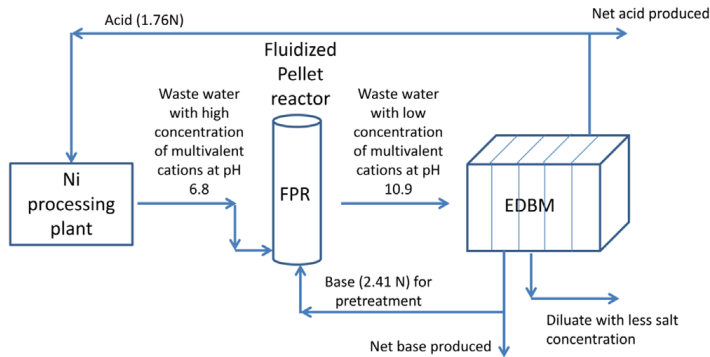 Acid (1.76N)
Net acid produced
Fluidized
Pellet
reactor
Waste water
with high
concentration
of multivalent
cations at pH
6.8
Waste water
with low
concentration
of multivalent
cations at pH
10.9
Ni
processing
plant
FPR
EDBM
Base (2.41 N) for
pretreatment
Diluate with less salt
concentration
Net base produced